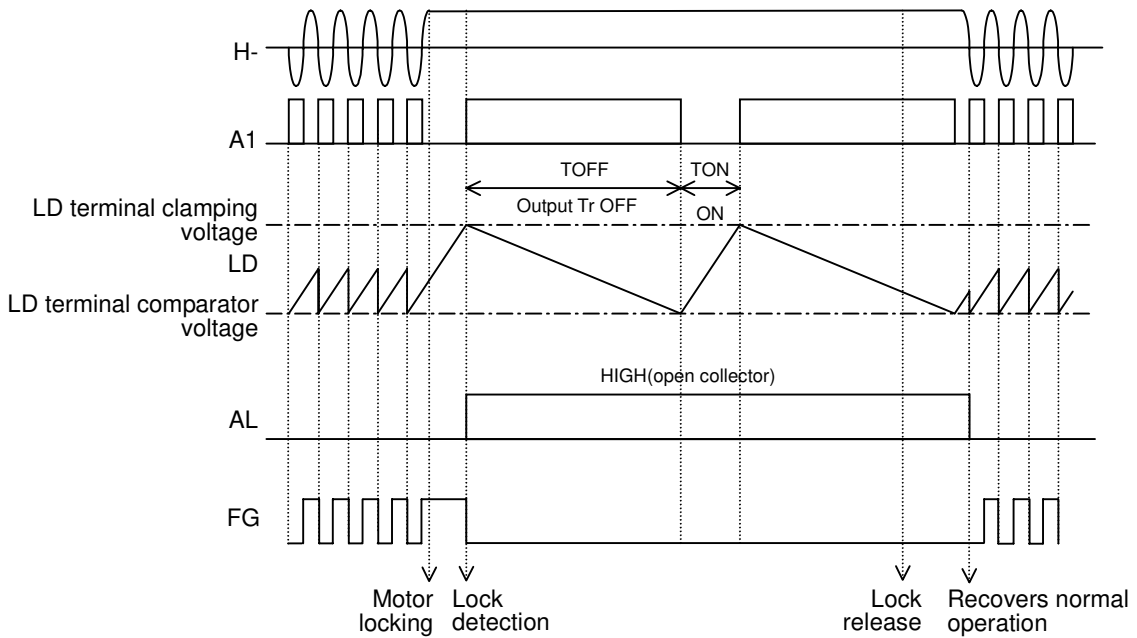 H-
A1
TOFF
TON
LD terminal clamping
voltage
Output Tr OFF
ON
LD
LD terminal comparator
voltage
HIGH(open collector)
AL
FG
Motor
locking
Lock
detection
Lock
release
Recovers normal
operation